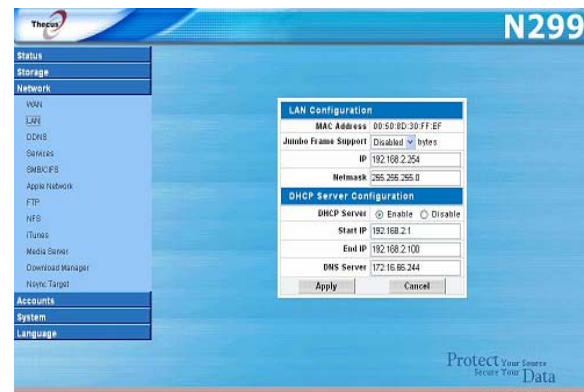 Thecus
N299
Status
Storage
Network
WAN
LAN
DDNS
Services
SMB/CIFS
Apple Network
FTP
NFS
iTunes
Media Server
Download Manager
Nsync Target
Accounts
System
Language
LAN Configuration
MAC Address 00:50:8D:30:FF:EF
Jumbo Frame Support Disabled bytes
IP 192.168.2.254
Netmask 255.255.255.0
DHCP Server Configuration
DHCP Server Enable Disable
Start IP 192.168.2.1
End IP 192.168.2.100
DNS Server 172.16.66.244
Apply Cancel
Protect Your Source
Secure Your Data